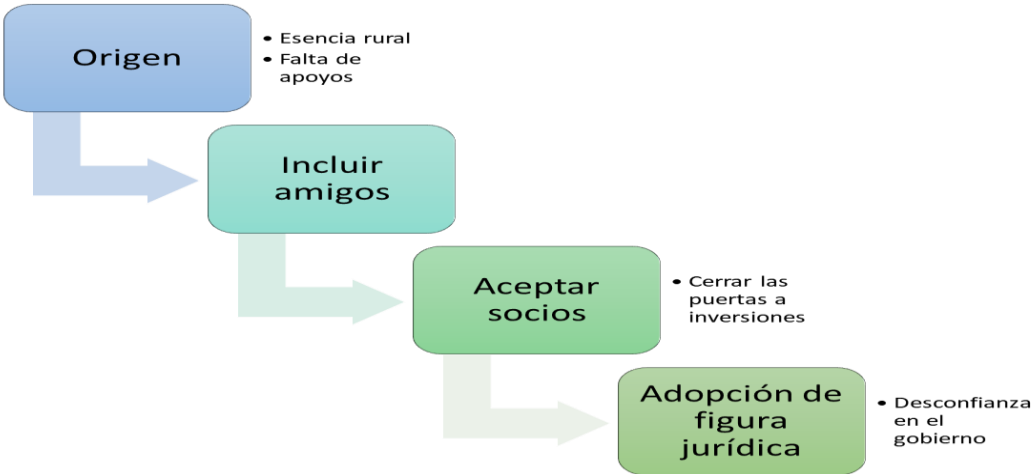 Origen
• Esencia rural
• Falta de
apoyos
Incluir
amigos
Aceptar
socios
• Cerrar las
puertas a
inversiones
Adopción de
figura
jurídica
• Desconfianza
en el
gobierno